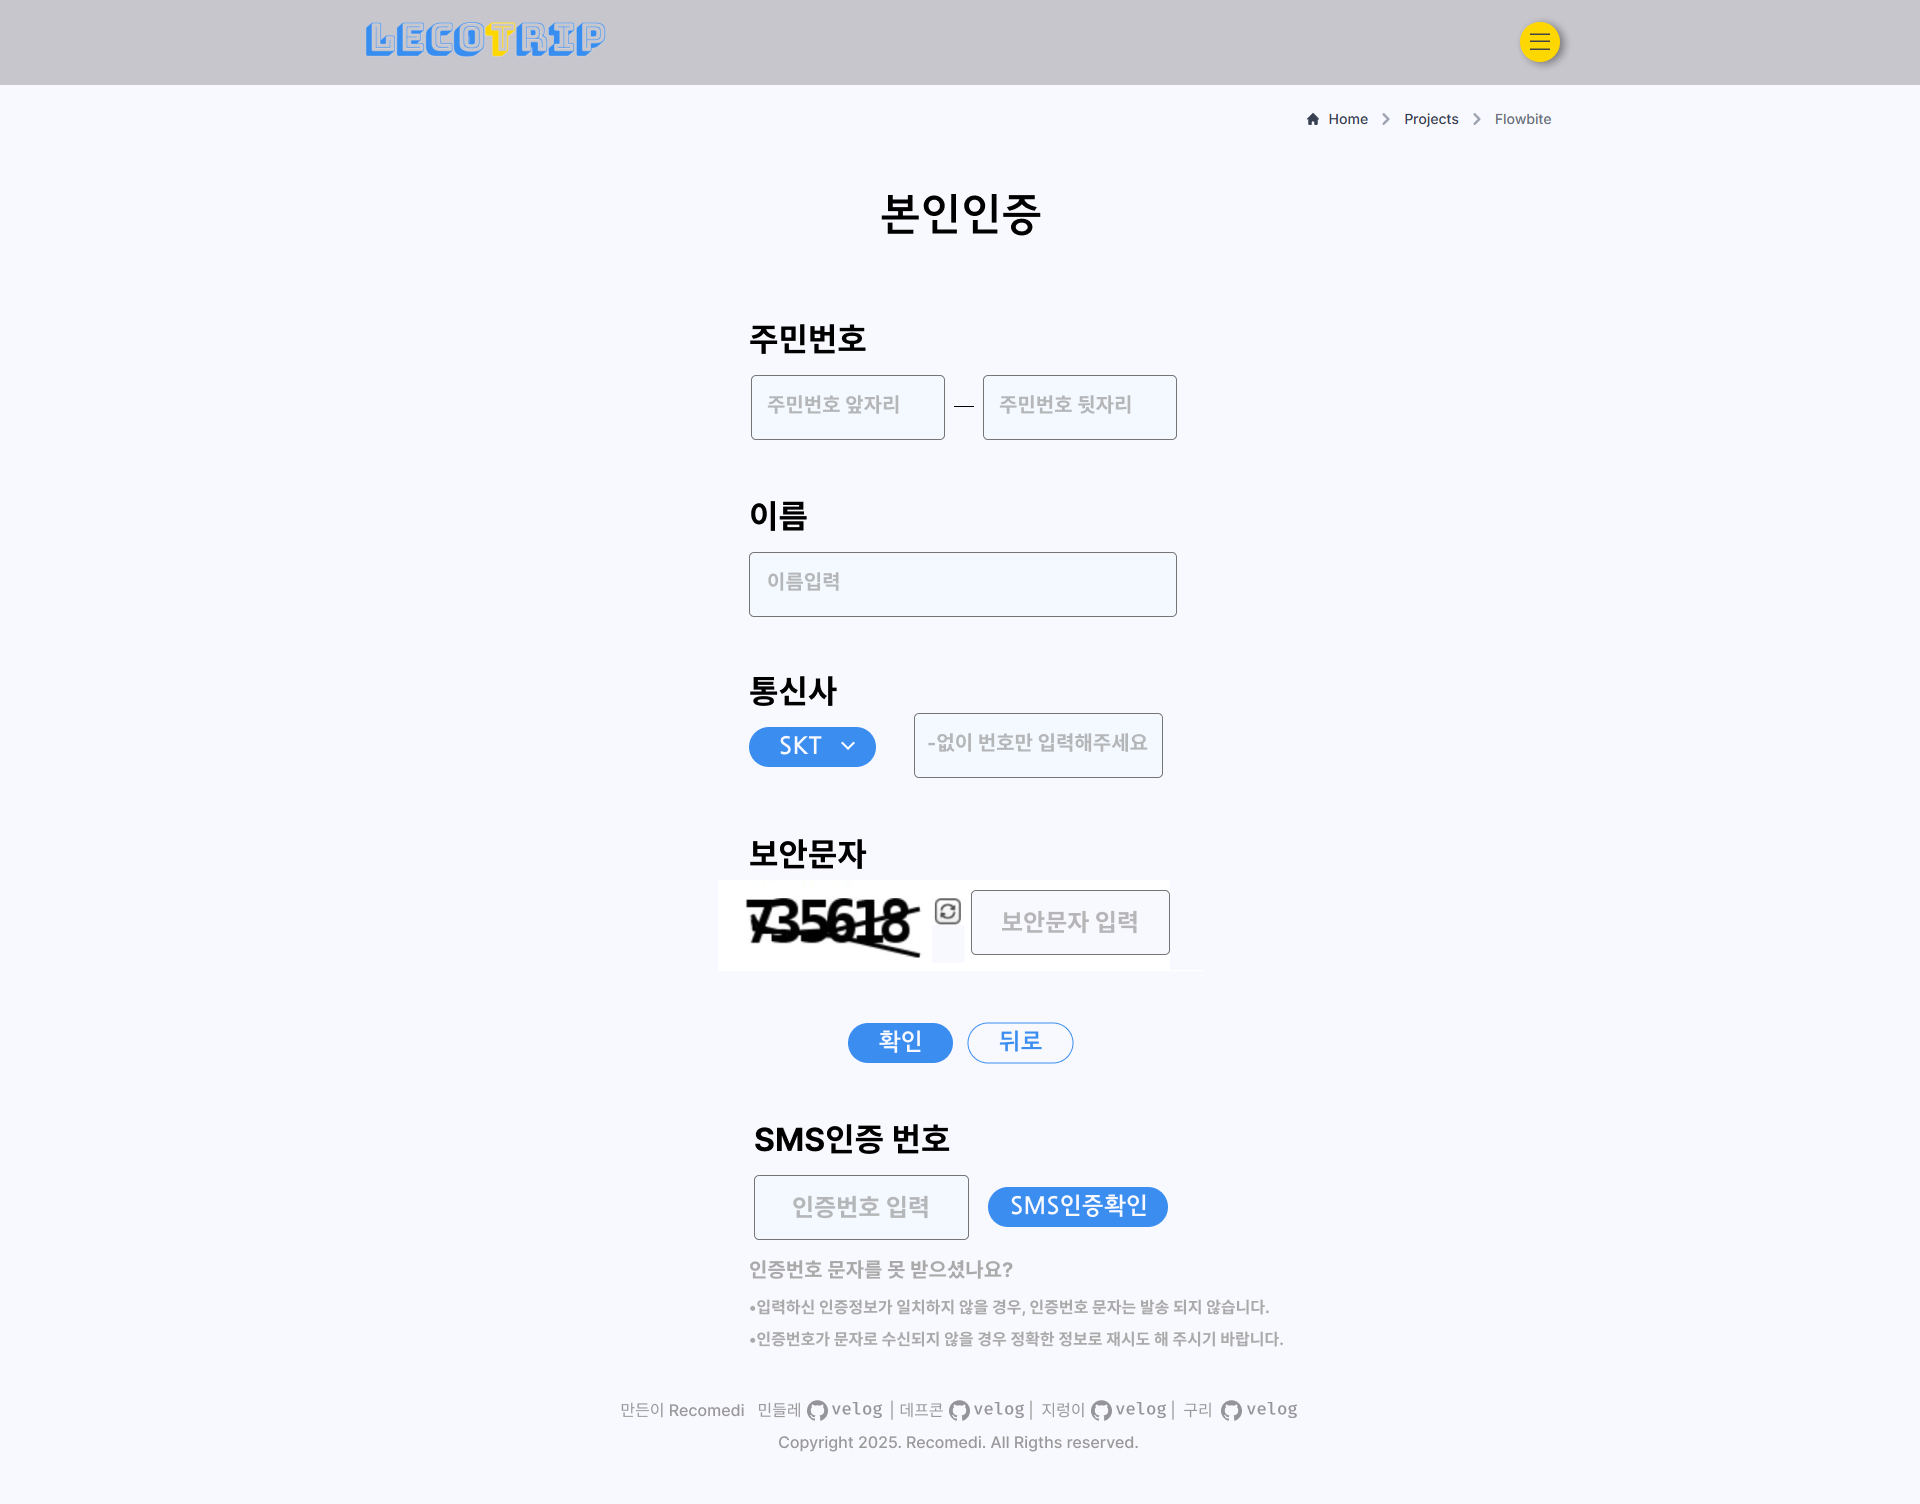 LECOTRIP
Home > Projects > Flowbite
본인인증
주민번호
주민번호 앞자리 — 주민번호 뒷자리
이름
이름입력
통신사
SKT -없이 번호만 입력해주세요
보안문자
735618 보안문자 입력
확인 뒤로
SMS인증 번호
인증번호 입력 SMS인증확인
인증번호 문자를 못 받으셨나요?
•입력하신 인증정보가 일치하지 않을 경우, 인증번호 문자는 발송 되지 않습니다.
•인증번호가 문자로 수신되지 않을 경우 정확한 정보로 재시도 해 주시기 바랍니다.
만든이 Recomedi 민들레 velog | 데프콘 velog | 지렁이 velog | 구리 velog
Copyright 2025. Recomedi. All Rigths reserved.